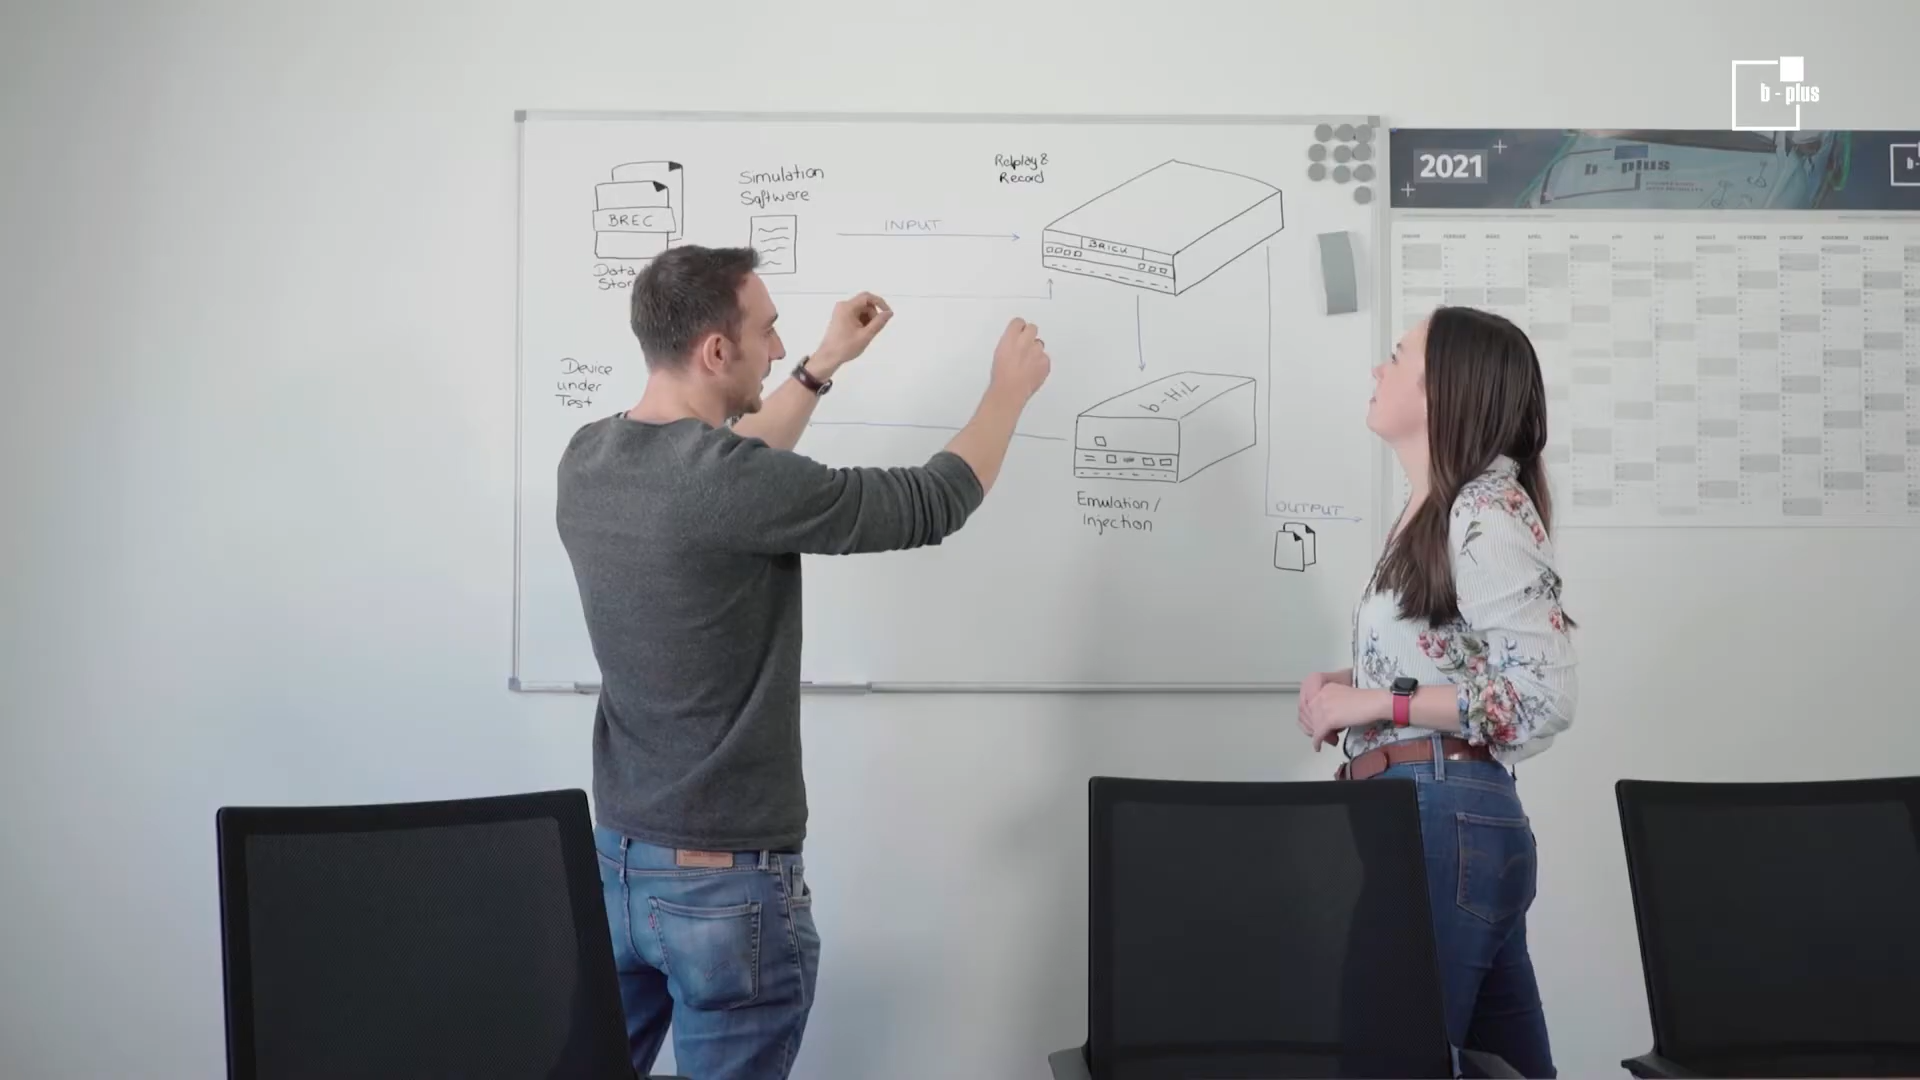 b-plus
2021
b-plus
BREC
Data
Stor
Simulation
Software
INPUT
Replay &
Record
BRICK
Device
under
Test
b-HiL
Emulation /
Injection
OUTPUT